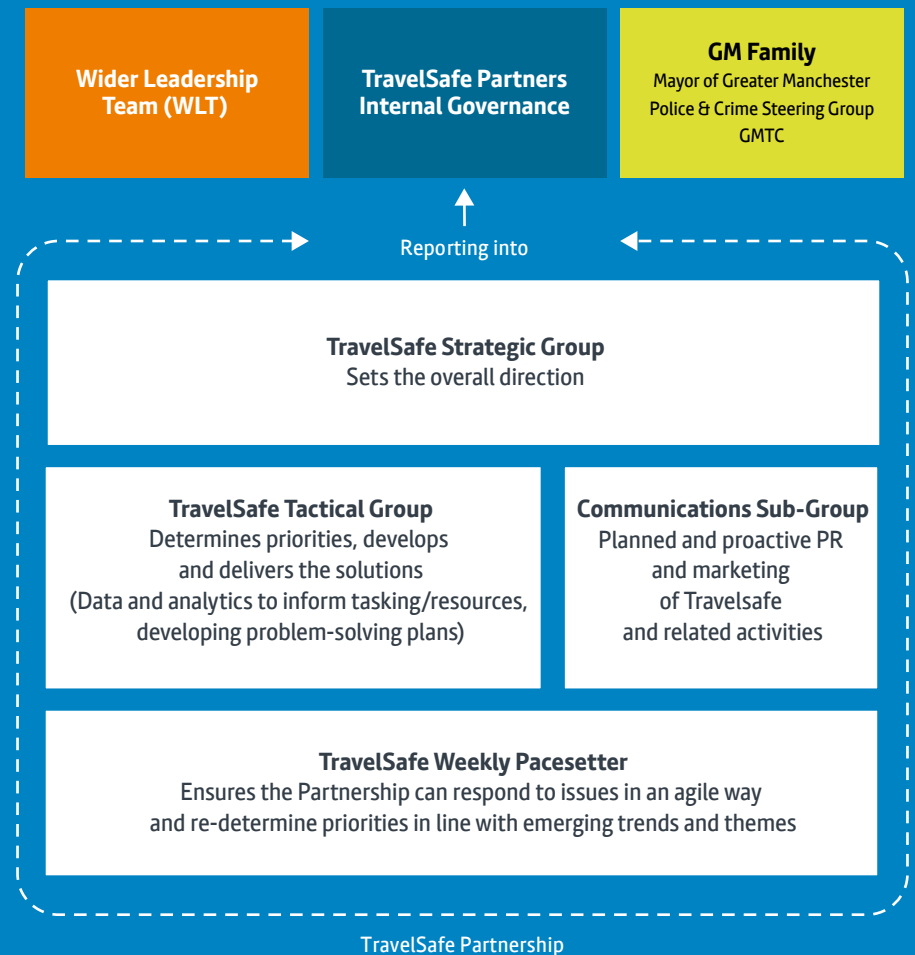 Wider Leadership
Team (WLT)
TravelSafe Partners
Internal Governance
GM Family
Mayor of Greater Manchester
Police & Crime Steering Group
GMTC
Reporting into
TravelSafe Strategic Group
Sets the overall direction
TravelSafe Tactical Group
Determines priorities, develops
and delivers the solutions
(Data and analytics to inform tasking/resources,
developing problem-solving plans)
Communications Sub-Group
Planned and proactive PR
and marketing
of Travelsafe
and related activities
TravelSafe Weekly Pacesetter
Ensures the Partnership can respond to issues in an agile way
and re-determine priorities in line with emerging trends and themes
TravelSafe Partnership